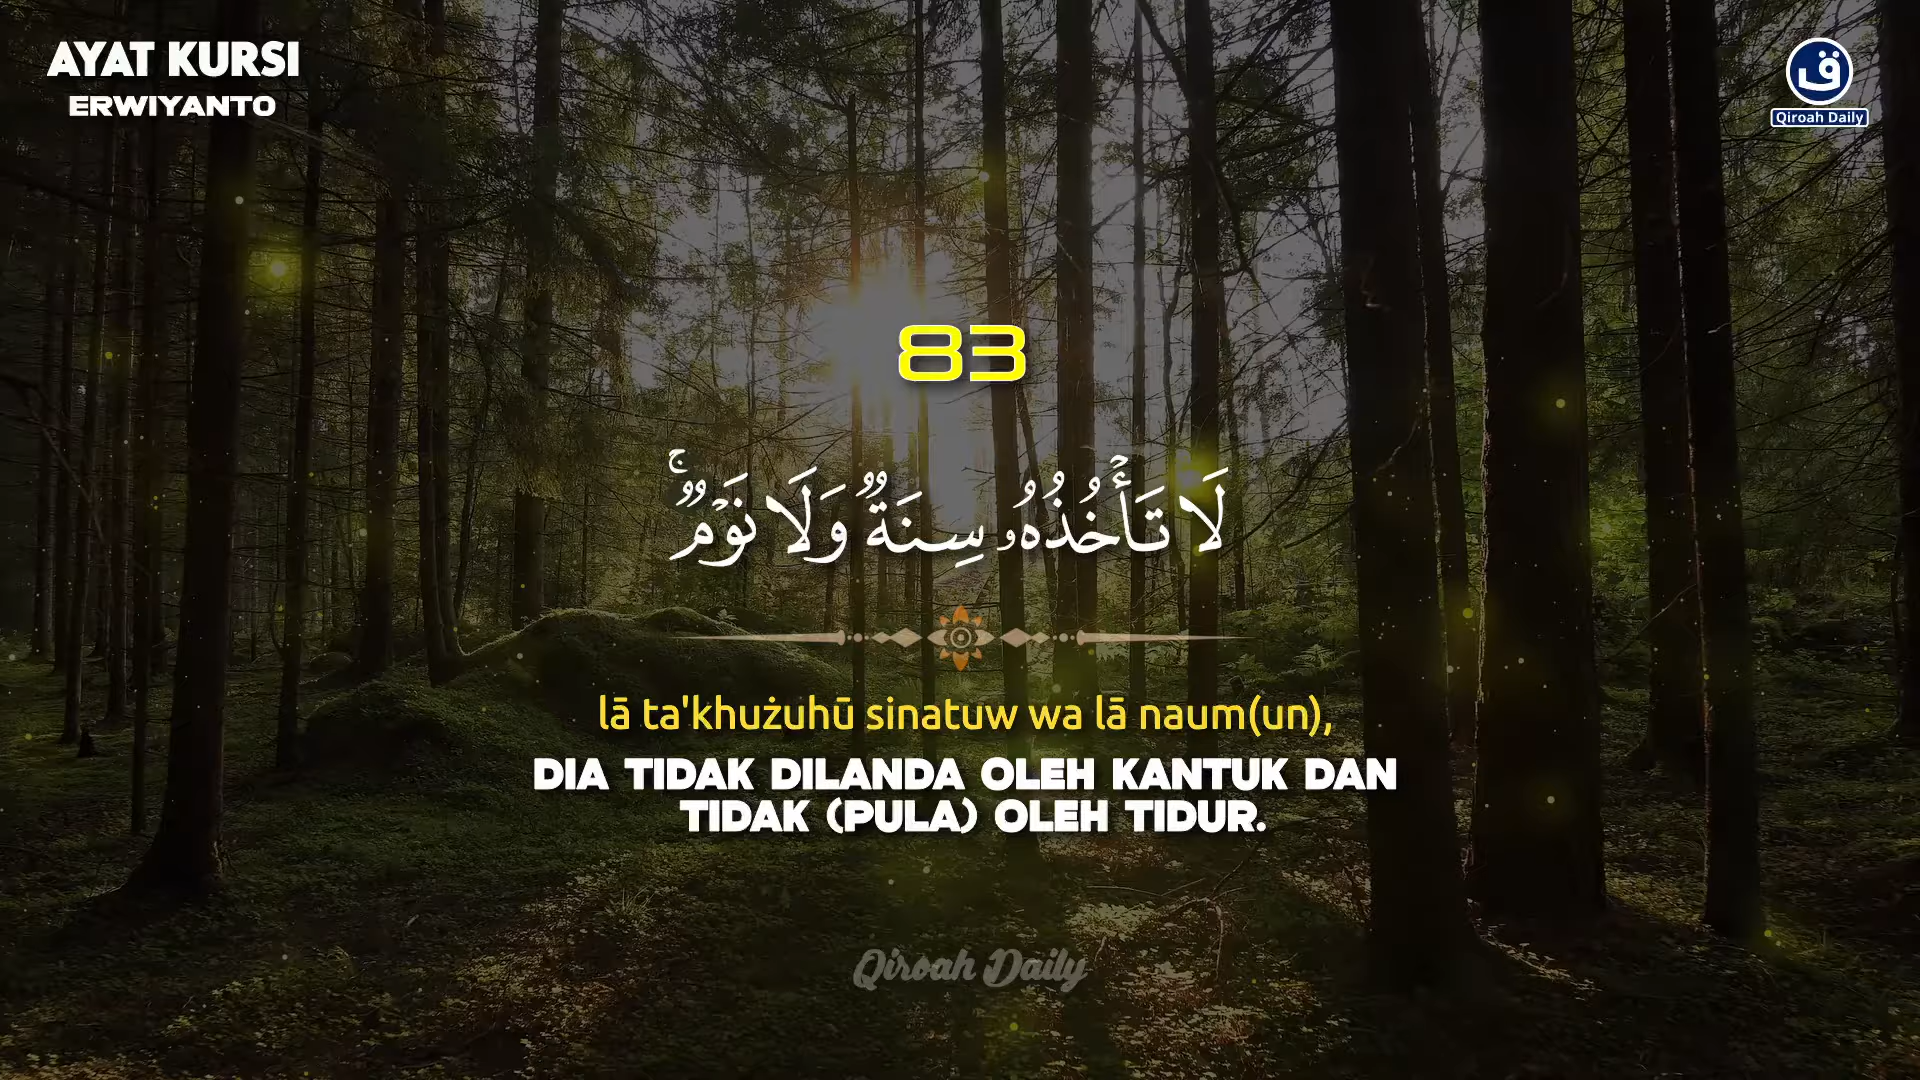 AYAT KURSI
ERWIYANTO
ق
Qiroah Daily
83
لَا تَأْخُذُهُۥ سِنَةٌ وَلَا نَوْمٌ ۚ
lā ta'khużuhū sinatuw wa lā naum(un),
DIA TIDAK DILANDA OLEH KANTUK DAN
TIDAK (PULA) OLEH TIDUR.
Qiroah Daily